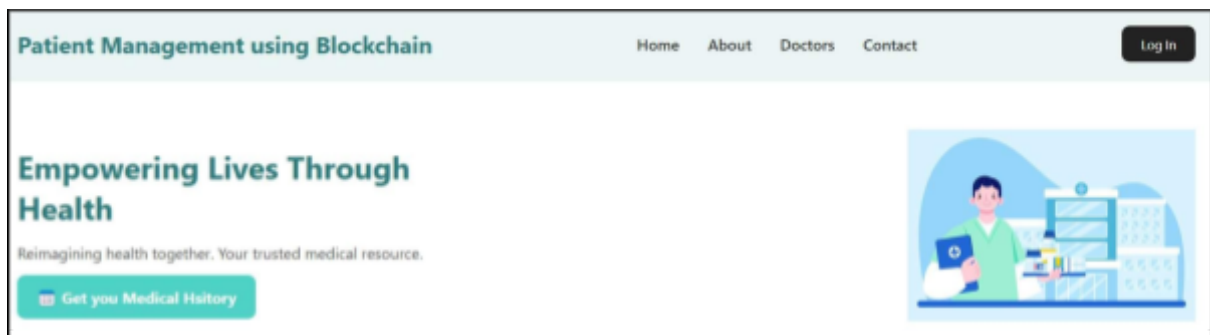 Patient Management using Blockchain
Home About Doctors Contact
Log In
Empowering Lives Through
Health
Reimagining health together. Your trusted medical resource.
Get you Medical Hsitory